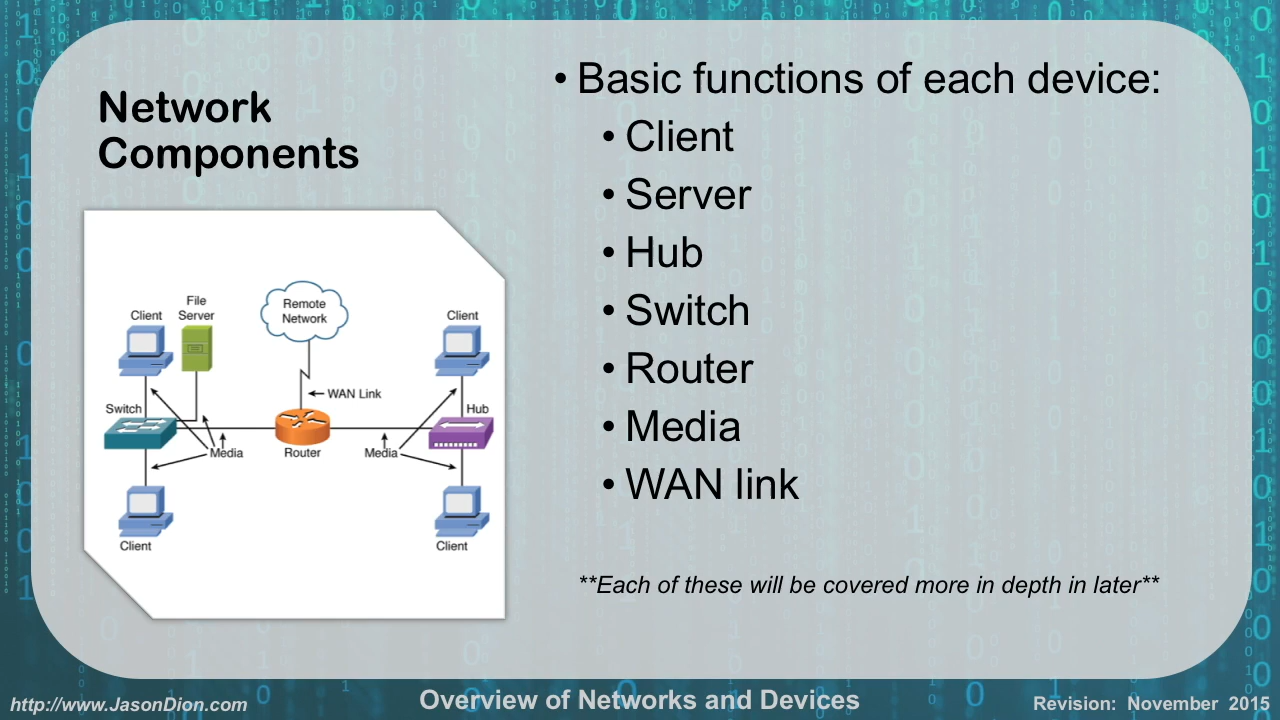 Network
Components
• Basic functions of each device:
• Client
• Server
• Hub
• Switch
• Router
• Media
• WAN link
**Each of these will be covered more in depth in later**
File
Server
Client
Remote
Network
Client
WAN Link
Switch
Hub
Media
Router
Media
Client
Client
http://www.JasonDion.com
Overview of Networks and Devices
Revision: November 2015